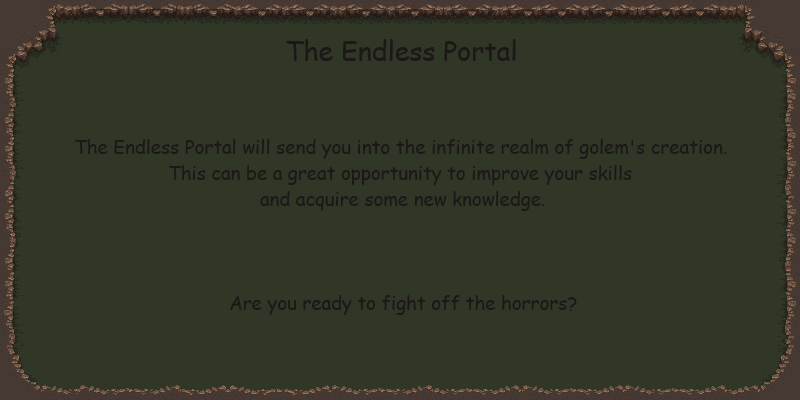 The Endless Portal
The Endless Portal will send you into the infinite realm of golem's creation.
This can be a great opportunity to improve your skills
and acquire some new knowledge.
Are you ready to fight off the horrors?